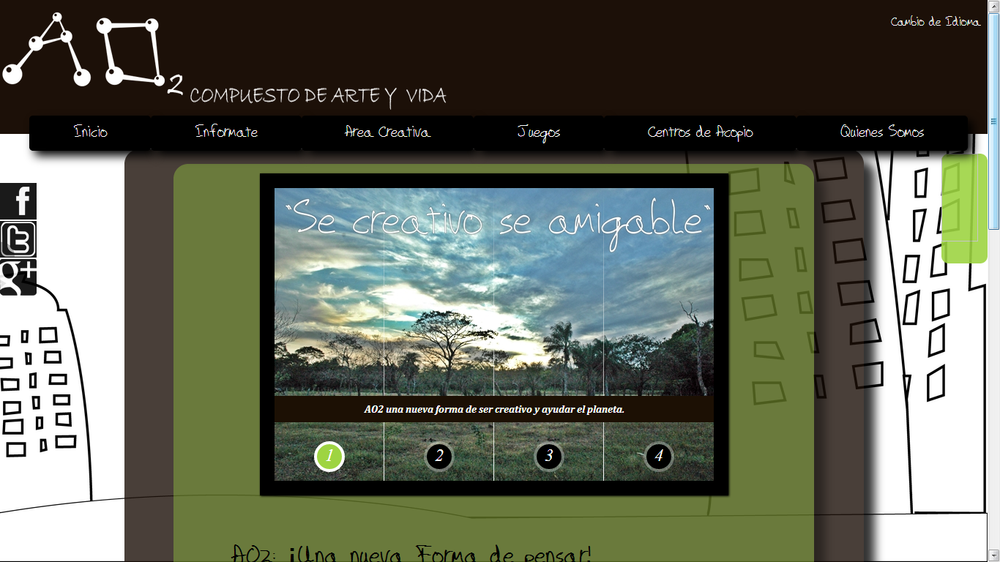 AO2
COMPUESTO DE ARTE Y VIDA
Cambio de Idioma
Inicio
Informate
Area Creativa
Juegos
Centros de Acopio
Quienes Somos
f
t
g+
"Se creativo se amigable"
AO2 una nueva forma de ser creativo y ayudar el planeta.
1
2
3
4
AO2: ¡Una nueva Forma de pensar!